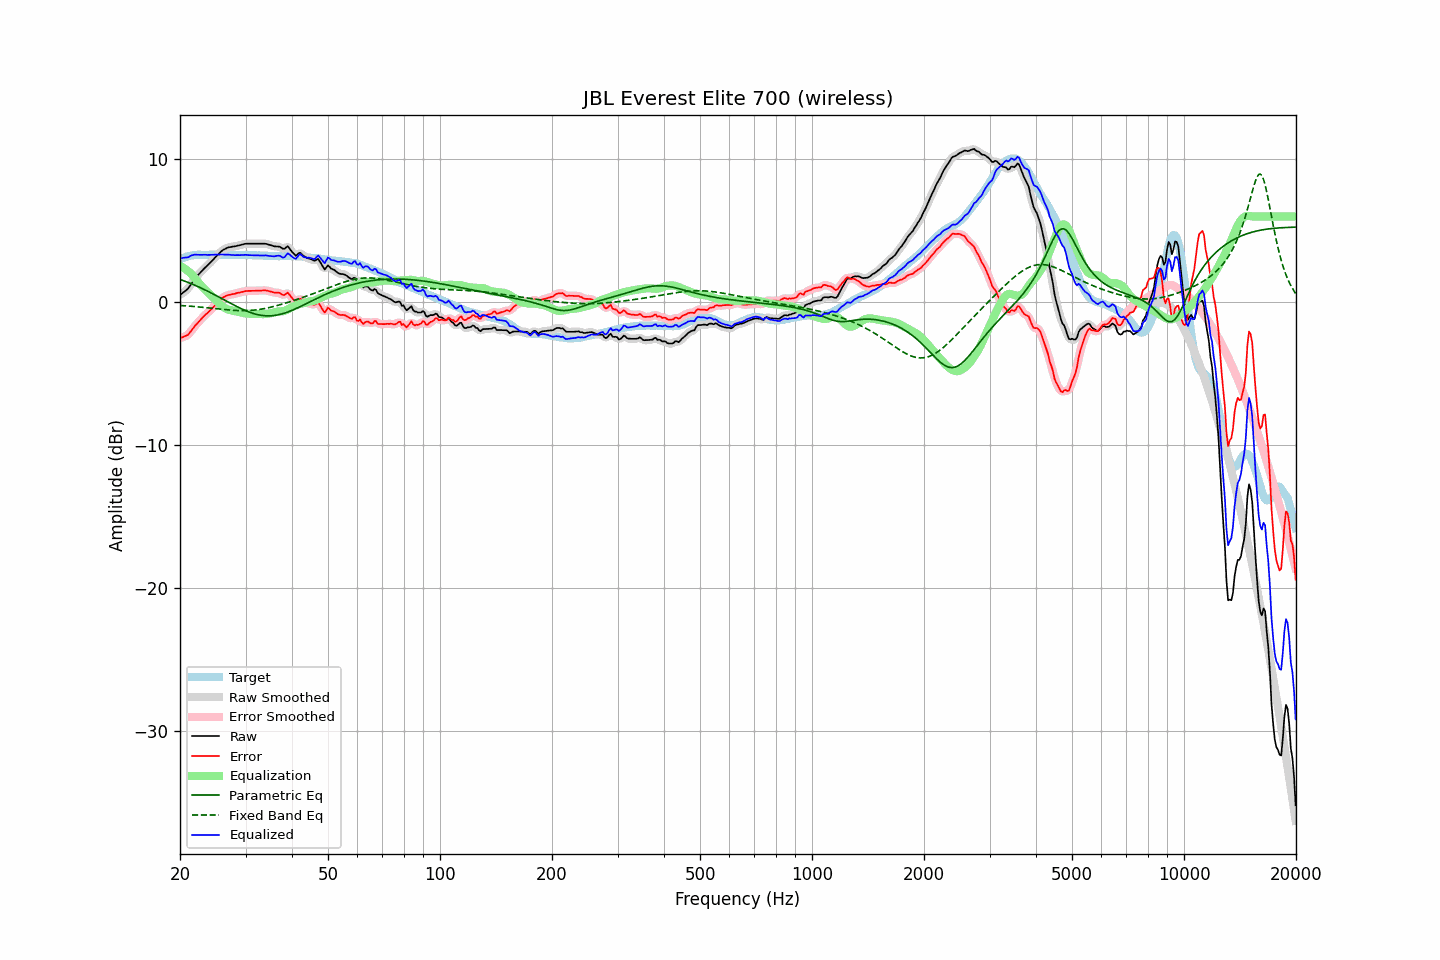 JBL Everest Elite 700 (wireless)
10
0
−10
−20
−30
Amplitude (dBr)
Target
Raw Smoothed
Error Smoothed
Raw
Error
Equalization
Parametric Eq
Fixed Band Eq
Equalized
20 50 100 200 500 1000 2000 5000 10000 20000
Frequency (Hz)